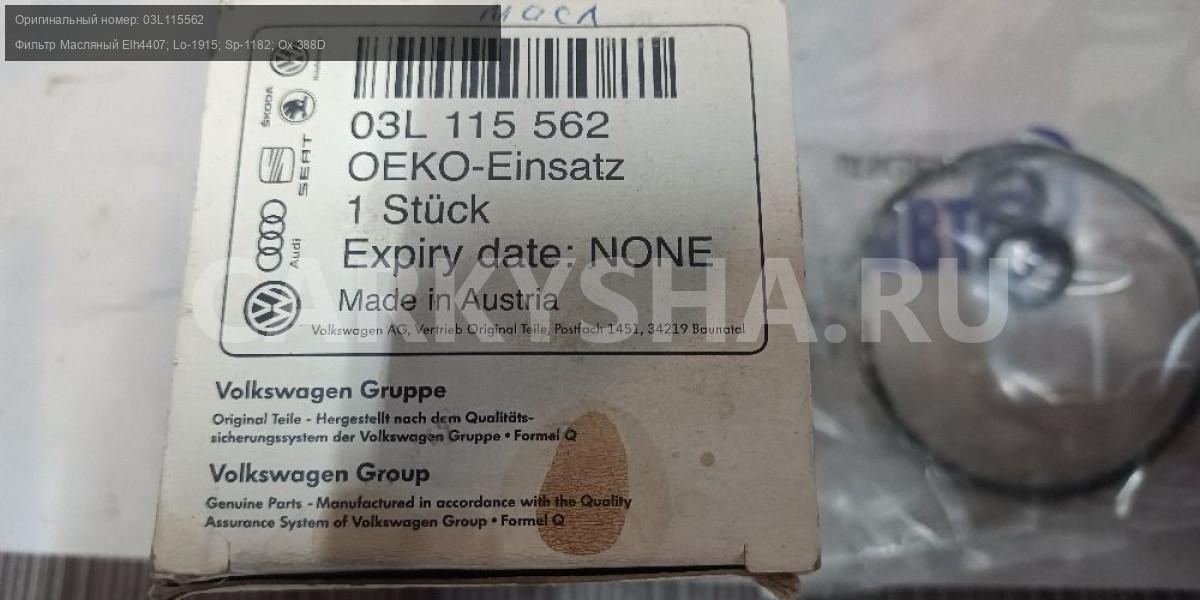 Оригинальный номер: 03L115562
Фильтр Масляный Elh4407; Lo-1915; Sp-1182; Ox 388D
масл
ŠKODA
SEAT
Audi
03L 115 562
OEKO-Einsatz
1 Stück
Expiry date: NONE
Made in Austria
Volkswagen AG, Vertrieb Original Teile, Postfach 1451, 34219 Baunatal
CARKYSHA.RU
Volkswagen Gruppe
Original Teile - Hergestellt nach dem Qualitäts-
sicherungssystem der Volkswagen Gruppe • Formel Q
Volkswagen Group
Genuine Parts - Manufactured in accordance with the Quality
Assurance System of Volkswagen Group • Formel Q